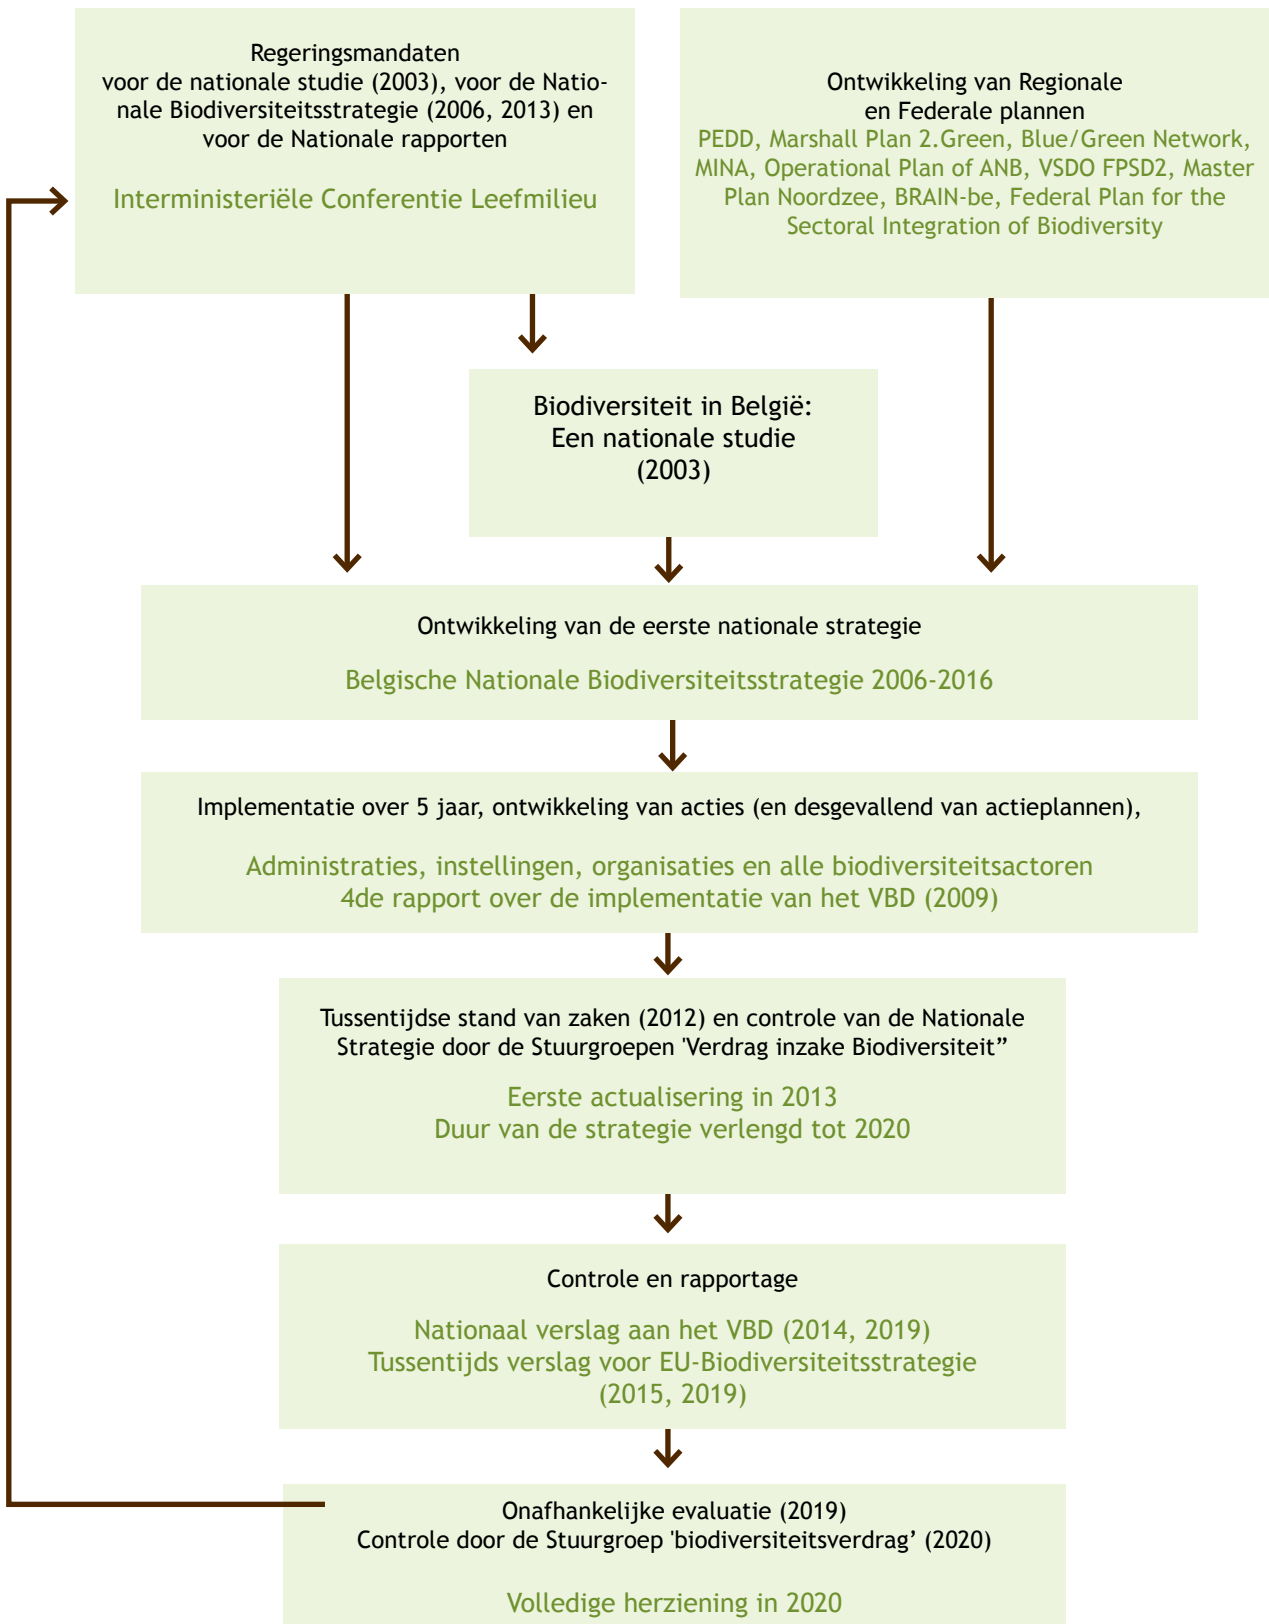 Regeringsmandaten
voor de nationale studie (2003), voor de Natio-
nale Biodiversiteitsstrategie (2006, 2013) en
voor de Nationale rapporten
Interministeriële Conferentie Leefmilieu
Ontwikkeling van Regionale
en Federale plannen
PEDD, Marshall Plan 2.Green, Blue/Green Network,
MINA, Operational Plan of ANB, VSDO FPSD2, Master
Plan Noordzee, BRAIN-be, Federal Plan for the
Sectoral Integration of Biodiversity
Biodiversiteit in België:
Een nationale studie
(2003)
Ontwikkeling van de eerste nationale strategie
Belgische Nationale Biodiversiteitsstrategie 2006-2016
Implementatie over 5 jaar, ontwikkeling van acties (en desgevallend van actieplannen),
Administraties, instellingen, organisaties en alle biodiversiteitsactoren
4de rapport over de implementatie van het VBD (2009)
Tussentijdse stand van zaken (2012) en controle van de Nationale
Strategie door de Stuurgroepen 'Verdrag inzake Biodiversiteit”
Eerste actualisering in 2013
Duur van de strategie verlengd tot 2020
Controle en rapportage
Nationaal verslag aan het VBD (2014, 2019)
Tussentijds verslag voor EU-Biodiversiteitsstrategie
(2015, 2019)
Onafhankelijke evaluatie (2019)
Controle door de Stuurgroep 'biodiversiteitsverdrag’ (2020)
Volledige herziening in 2020